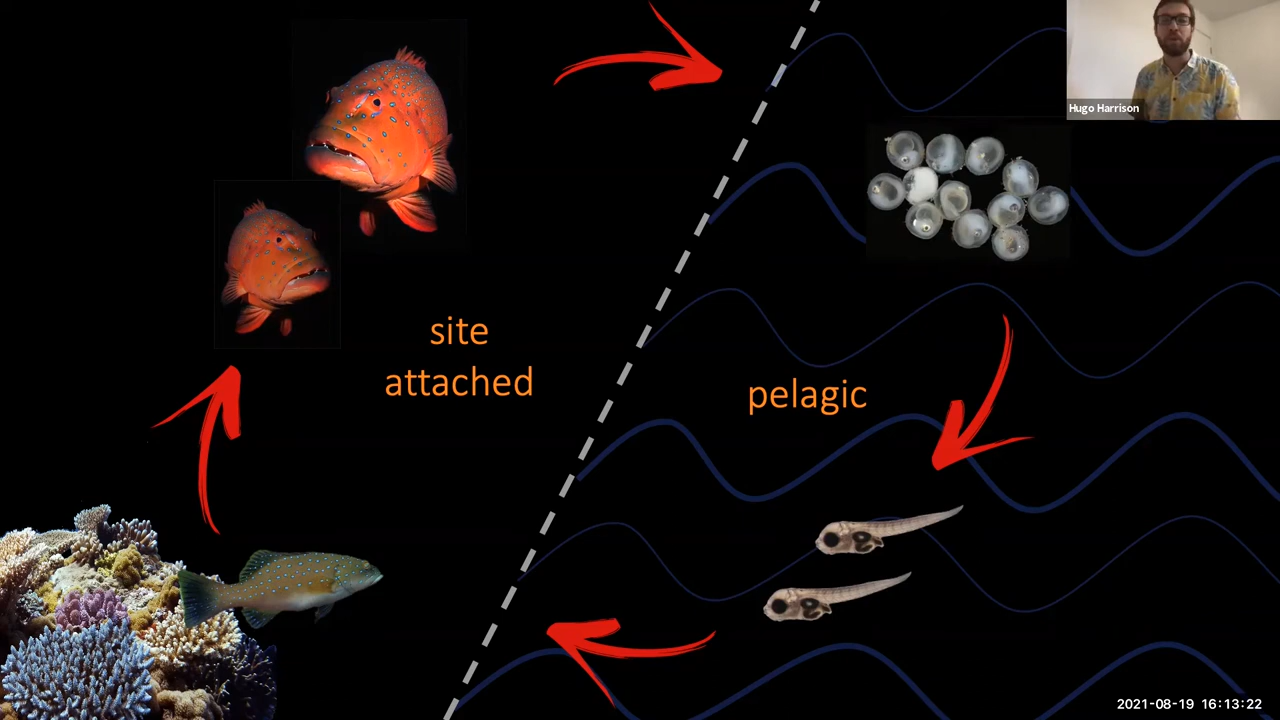 Hugo Harrison
site
attached
pelagic
2021-08-19 16:13:22